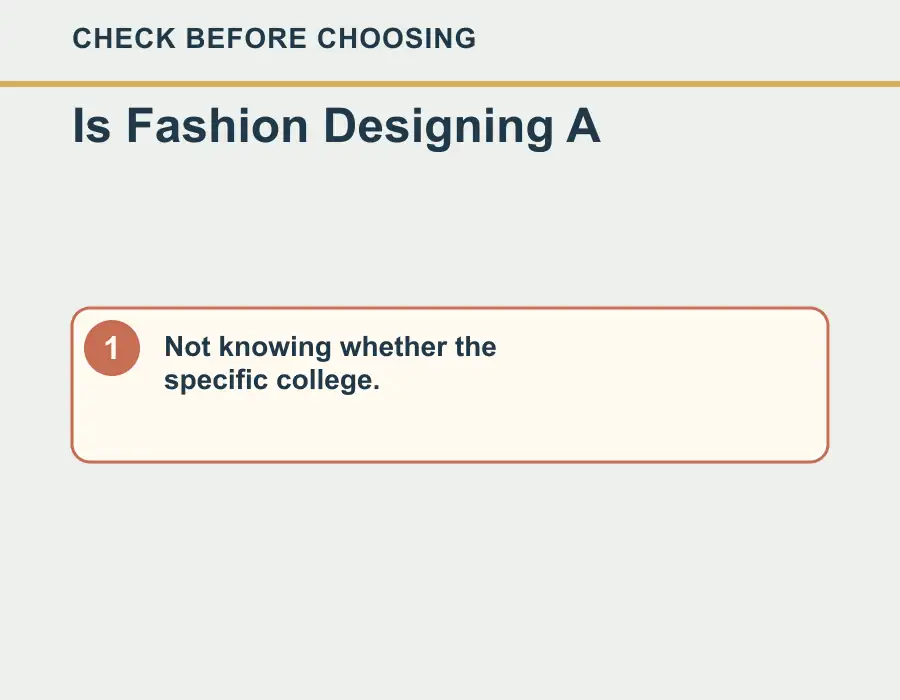 CHECK BEFORE CHOOSING
Is Fashion Designing A
1
Not knowing whether the
specific college.